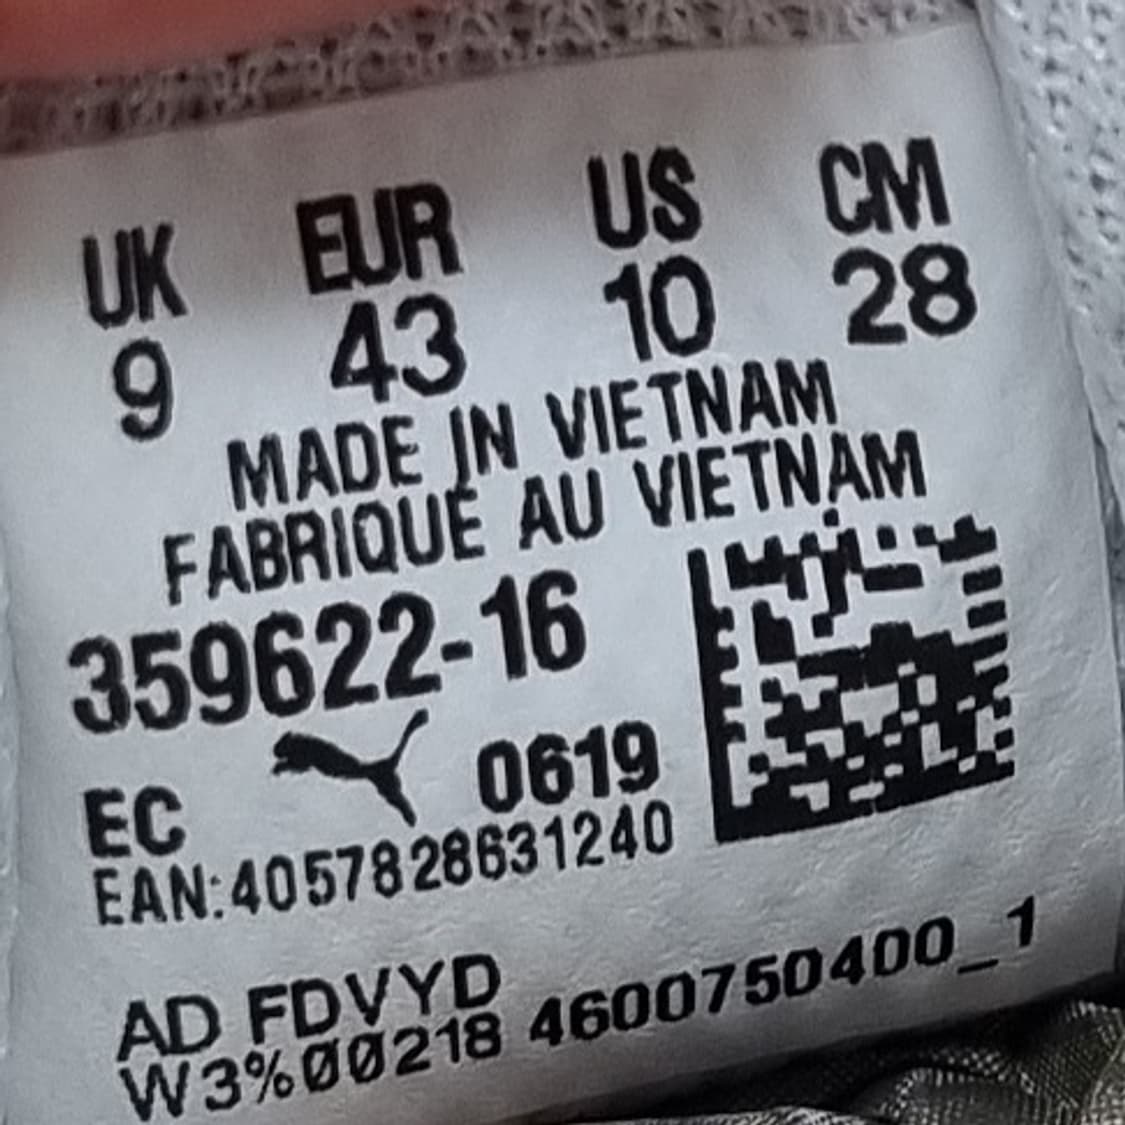 UK EUR US CM
9 43 10 28
MADE IN VIETNAM
FABRIQUÉ AU VIETNAM
359622-16
EC 0619
EAN:4057828631240
AD FDVYD
W3%00218 4600750400_1